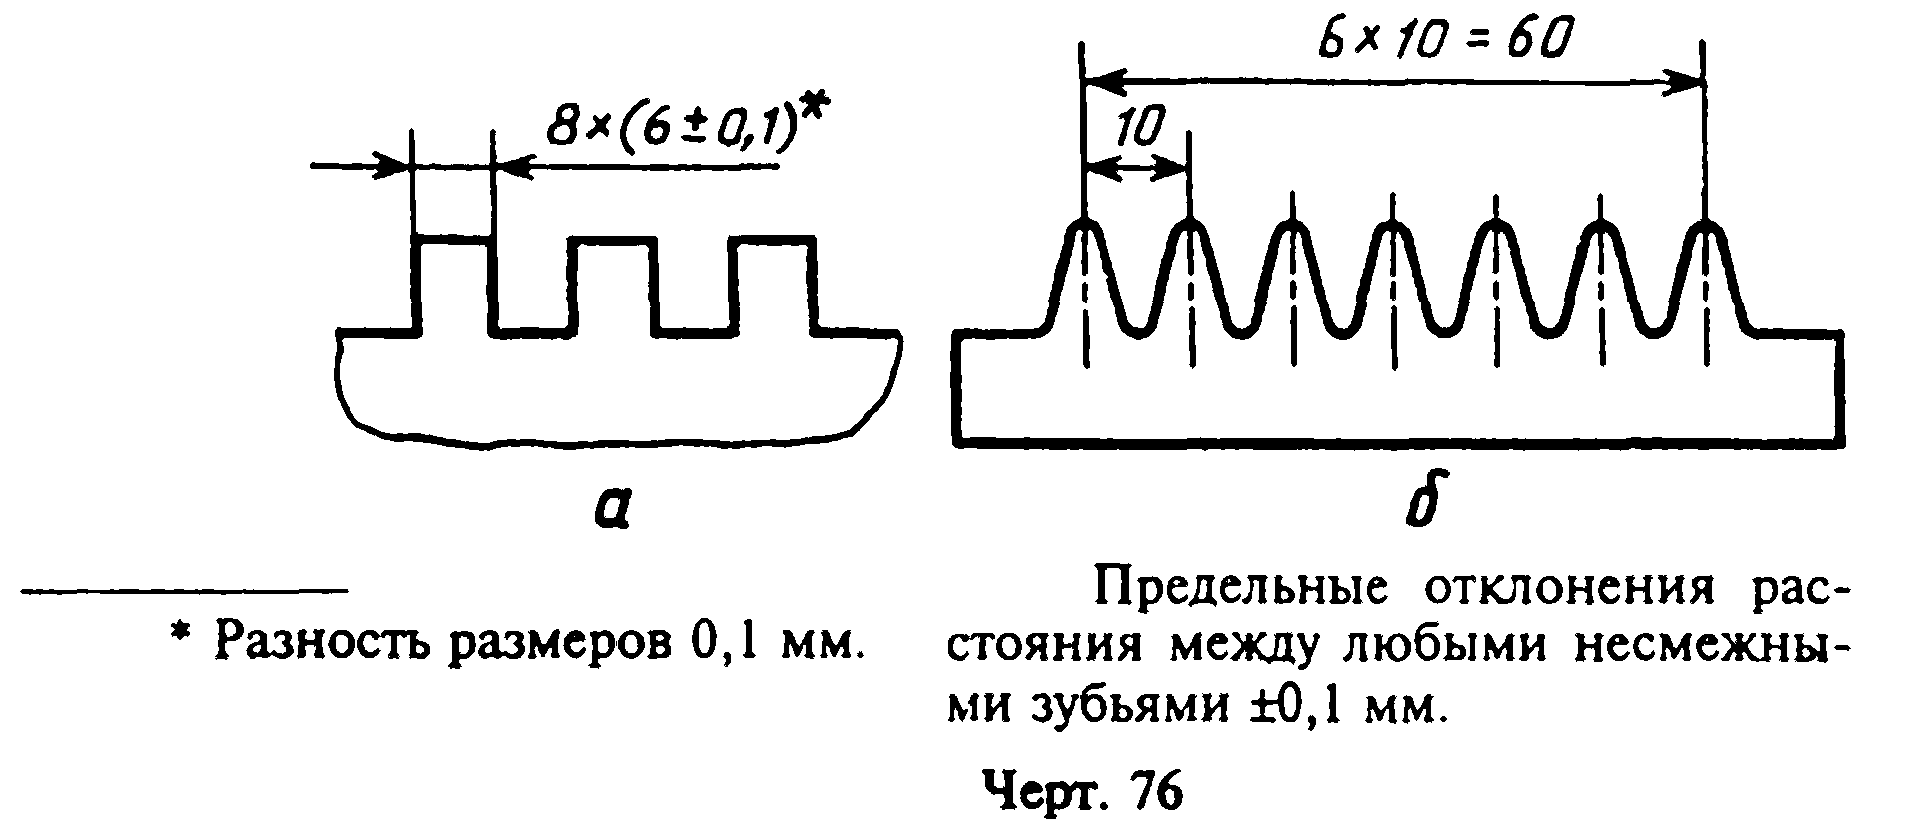 6×10=60
8×(6±0,1)*
10
а
б
* Разность размеров 0,1 мм.
Предельные отклонения рас-
стояния между любыми несмежны-
ми зубьями ±0,1 мм.
Черт. 76